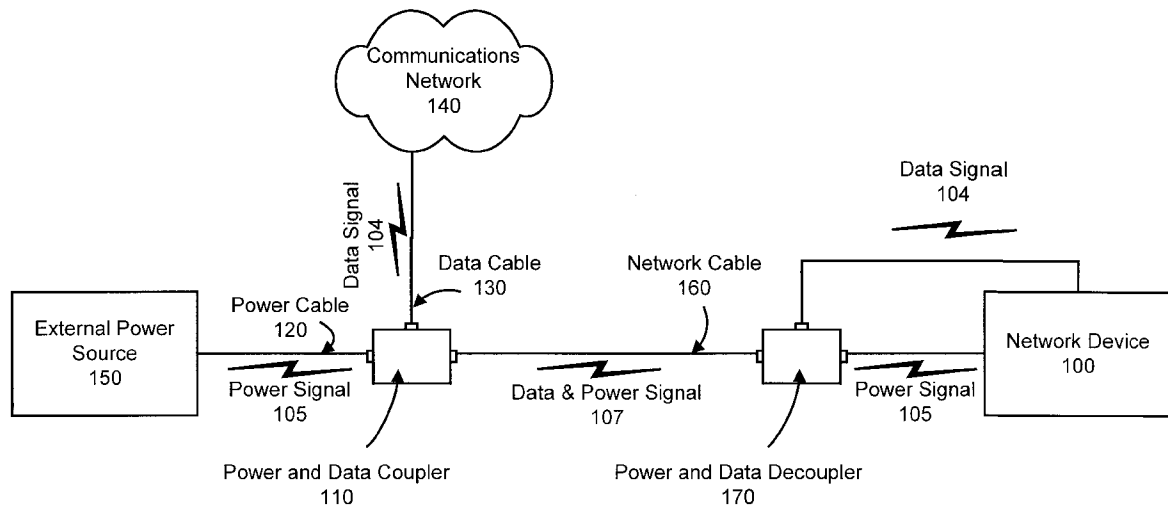 Communications
Network
140
Data Signal
104
Data Signal
104
Data Cable
130
Network Cable
160
Power Cable
120
External Power
Source
150
Network Device
100
Power Signal
105
Data & Power Signal
107
Power Signal
105
Power and Data Coupler
110
Power and Data Decoupler
170